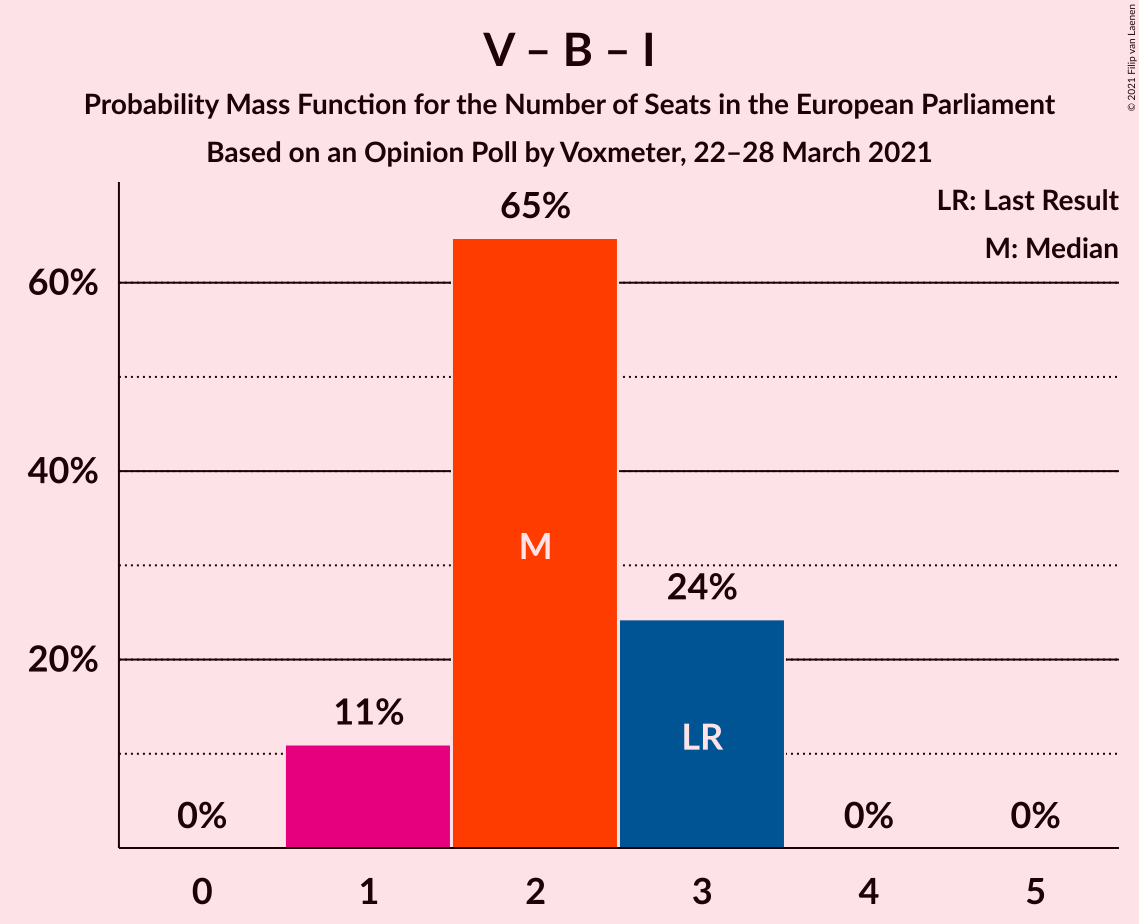 V – B – I
Probability Mass Function for the Number of Seats in the European Parliament
Based on an Opinion Poll by Voxmeter, 22–28 March 2021
© 2021 Filip van Laenen
LR: Last Result
M: Median
65%
60%
40%
M
24%
20%
11%
LR
0%
0%
0%
0 1 2 3 4 5